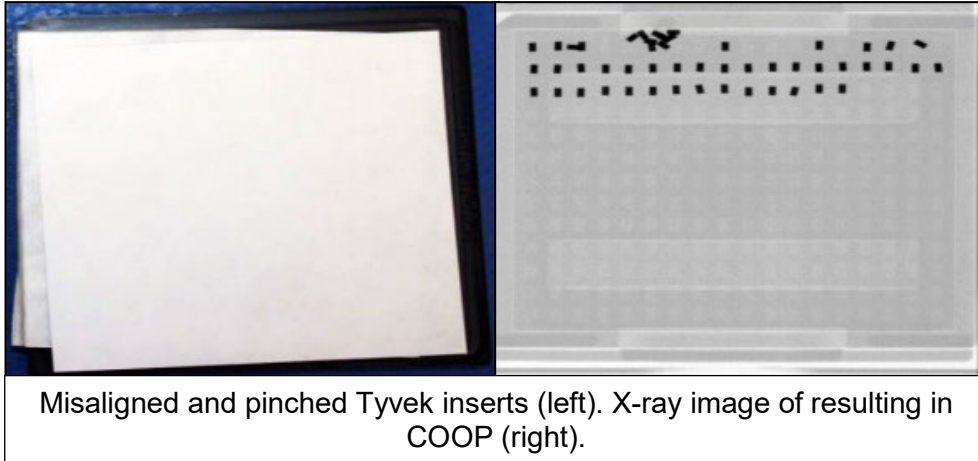 Misaligned and pinched Tyvek inserts (left). X-ray image of resulting in
COOP (right).